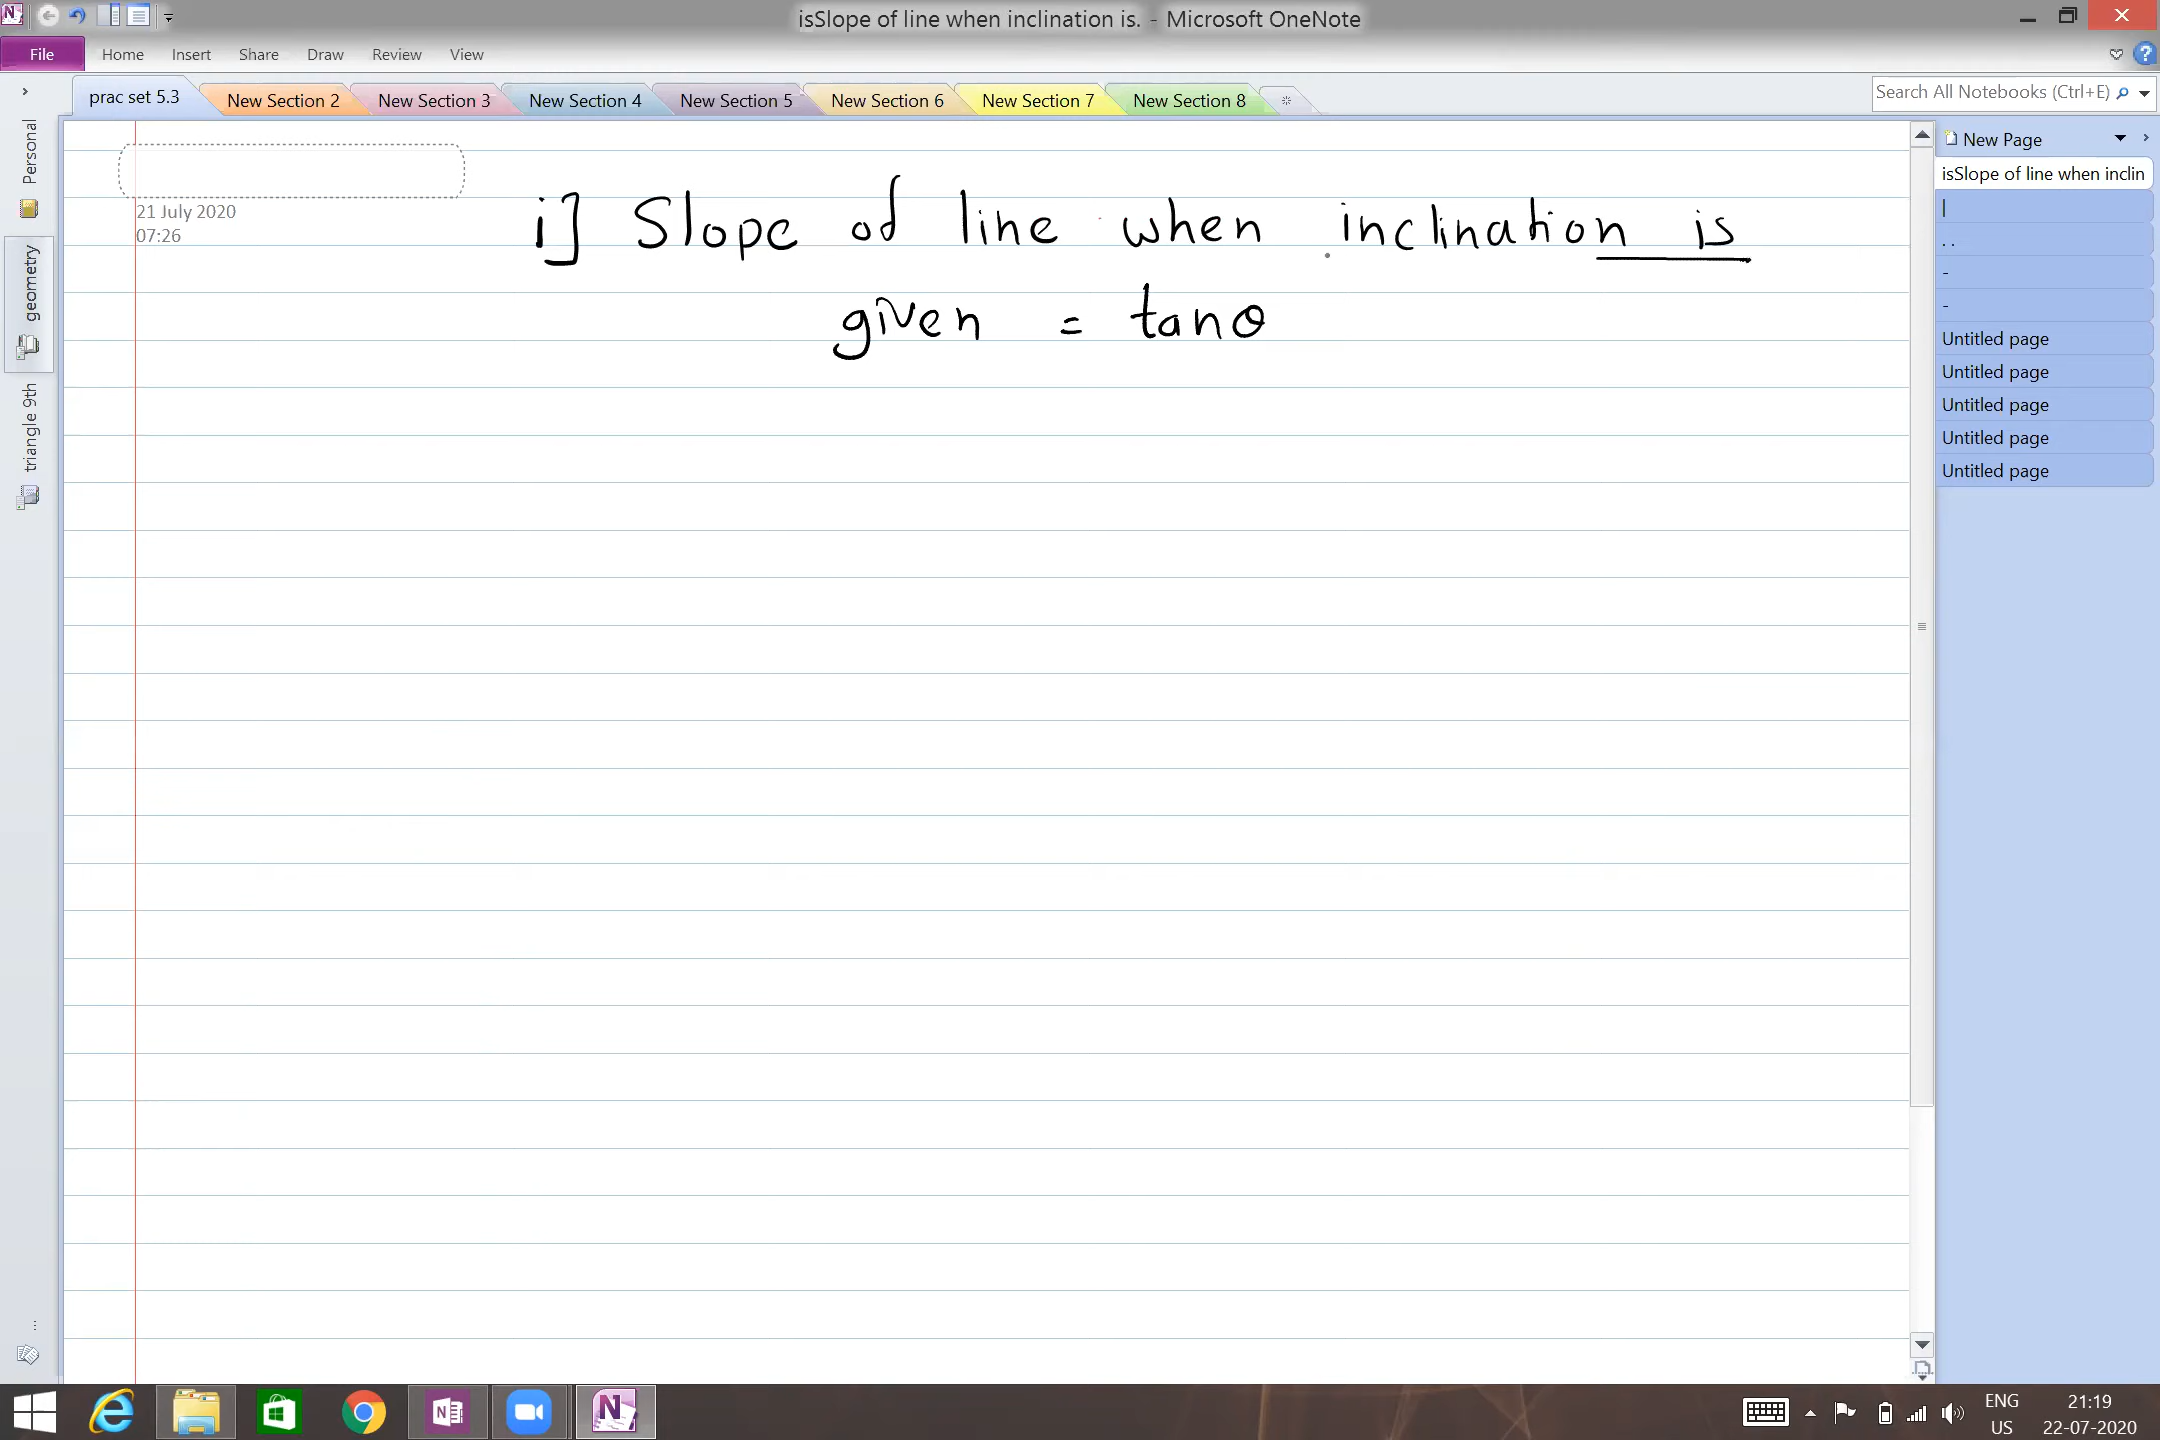 isSlope of line when inclination is. - Microsoft OneNote
File Home Insert Share Draw Review View
prac set 5.3 New Section 2 New Section 3 New Section 4 New Section 5 New Section 6 New Section 7 New Section 8
Search All Notebooks (Ctrl+E)
Personal
geometry
triangle 9th
21 July 2020
07:26
i] Slope of line when inclination is
given = tanθ
New Page
isSlope of line when inclin
|
. .
-
-
Untitled page
Untitled page
Untitled page
Untitled page
Untitled page
ENG
US
21:19
22-07-2020